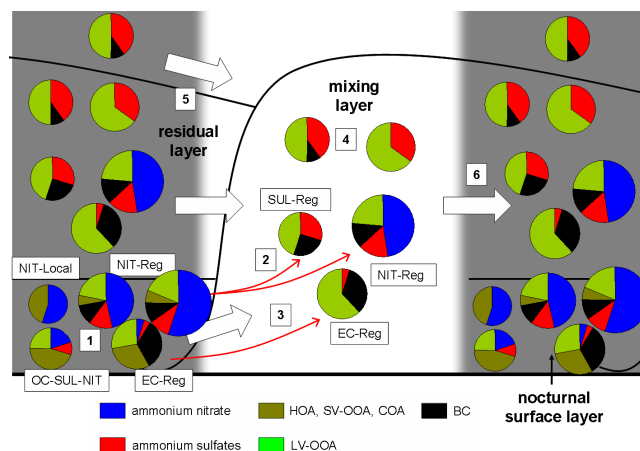 5
residual
layer
mixing
layer
4
6
SUL-Reg
2
NIT-Reg
NIT-Local
NIT-Reg
3
EC-Reg
1
OC-SUL-NIT
EC-Reg
nocturnal
surface layer
ammonium nitrate
HOA, SV-OOA, COA
BC
ammonium sulfates
LV-OOA